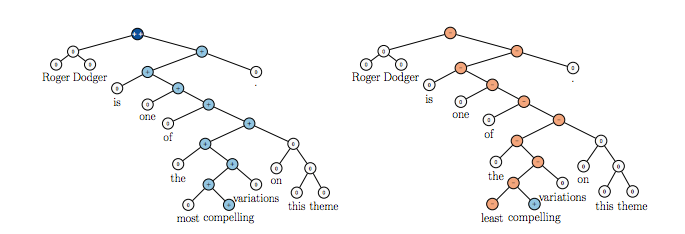 Roger Dodger
is
one
of
the
most compelling
variations
on
this theme
.
Roger Dodger
is
one
of
the
least compelling
variations
on
this theme
.